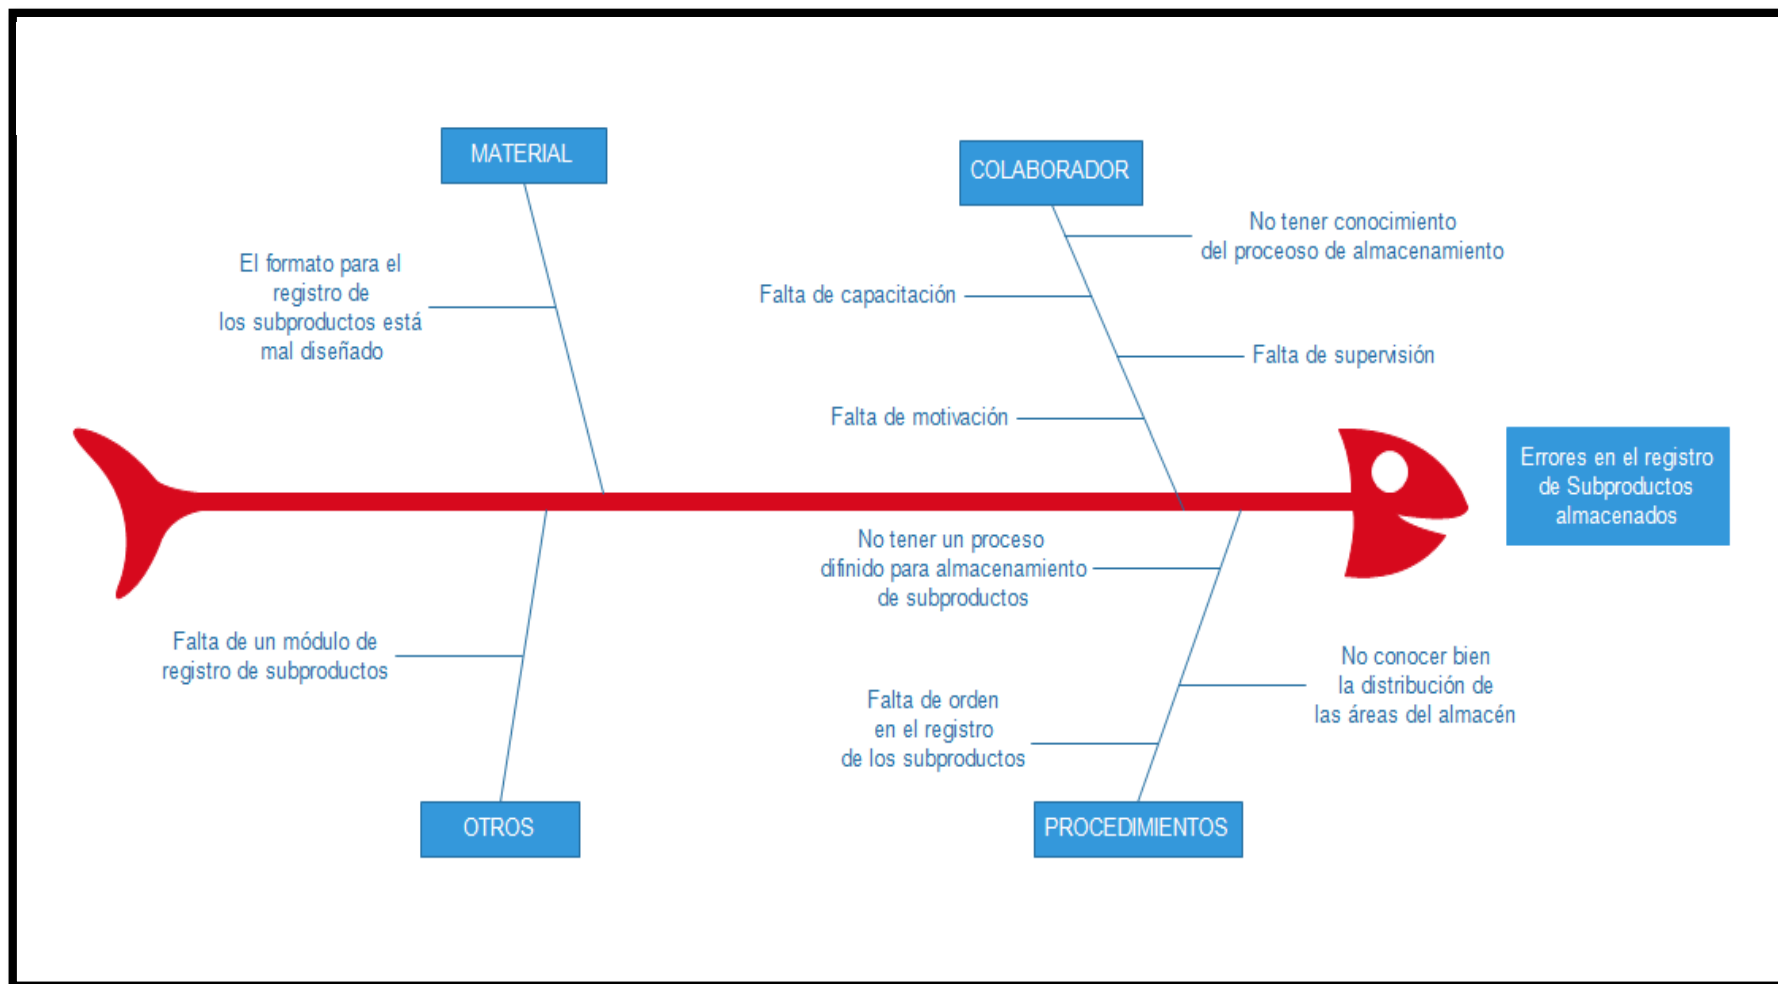 MATERIAL
COLABORADOR
No tener conocimiento
del proceoso de almacenamiento
El formato para el
registro de
los subproductos está
mal diseñado
Falta de capacitación
Falta de supervisión
Falta de motivación
Errores en el registro
de Subproductos
almacenados
No tener un proceso
difinido para almacenamiento
de subproductos
Falta de un módulo de
registro de subproductos
No conocer bien
la distribución de
las áreas del almacén
Falta de orden
en el registro
de los subproductos
OTROS
PROCEDIMIENTOS